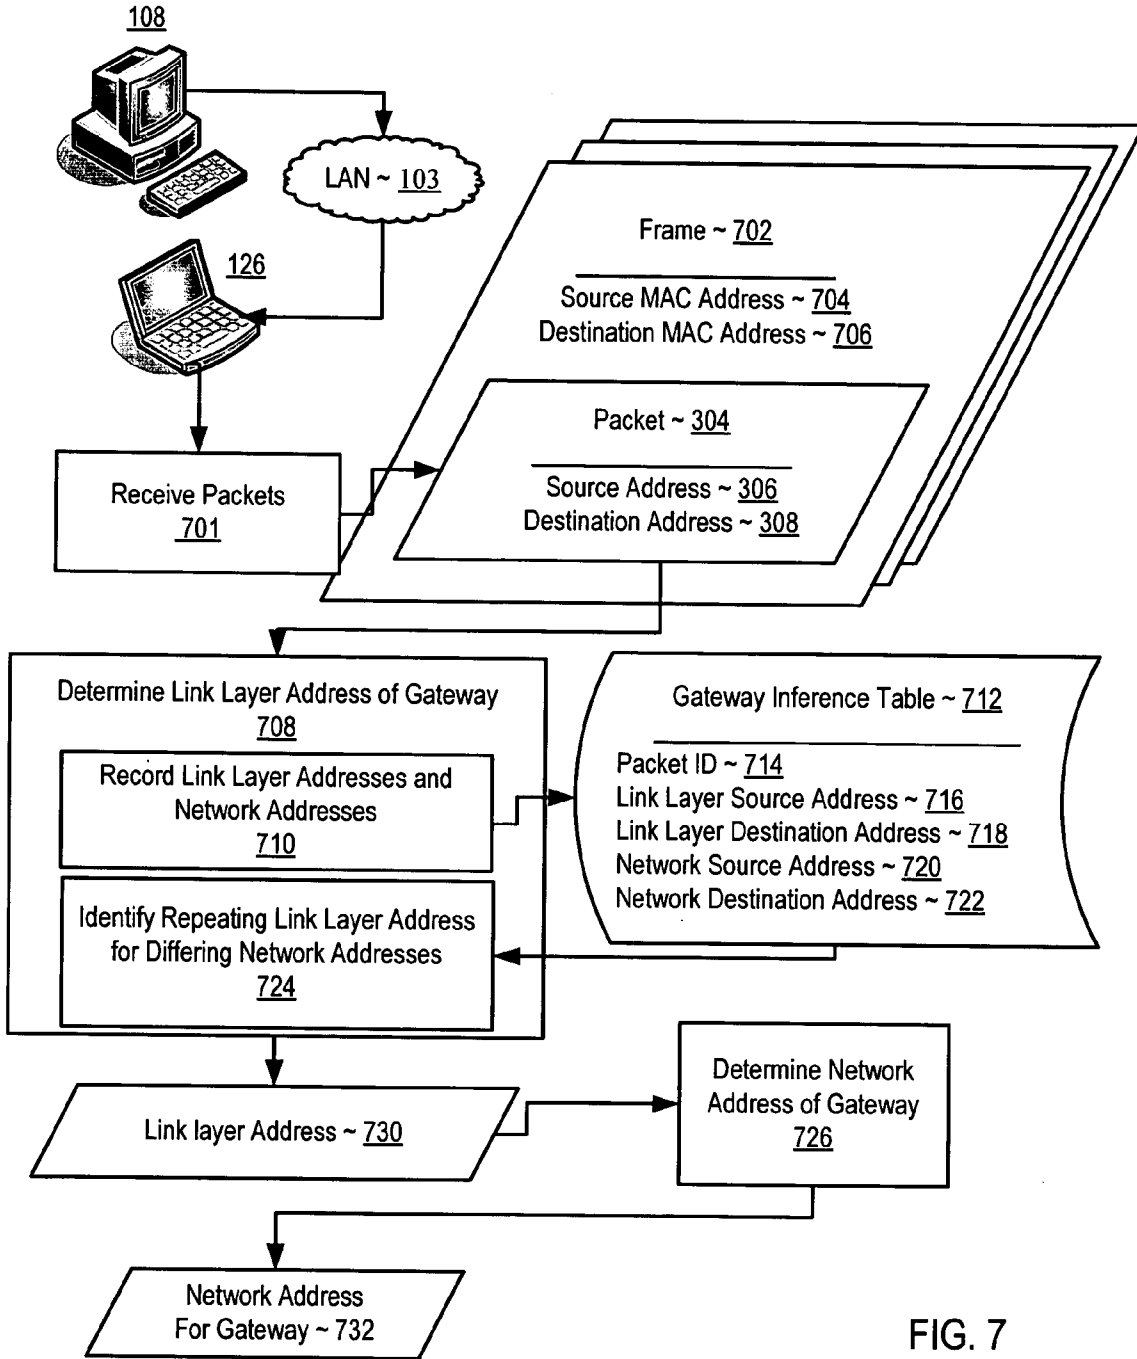 108
LAN ~ 103
126
Frame ~ 702
Source MAC Address ~ 704
Destination MAC Address ~ 706
Packet ~ 304
Source Address ~ 306
Destination Address ~ 308
Receive Packets
701
Determine Link Layer Address of Gateway
708
Record Link Layer Addresses and
Network Addresses
710
Gateway Inference Table ~ 712
Packet ID ~ 714
Link Layer Source Address ~ 716
Link Layer Destination Address ~ 718
Network Source Address ~ 720
Network Destination Address ~ 722
Identify Repeating Link Layer Address
for Differing Network Addresses
724
Link layer Address ~ 730
Determine Network
Address of Gateway
726
Network Address
For Gateway ~ 732
FIG. 7